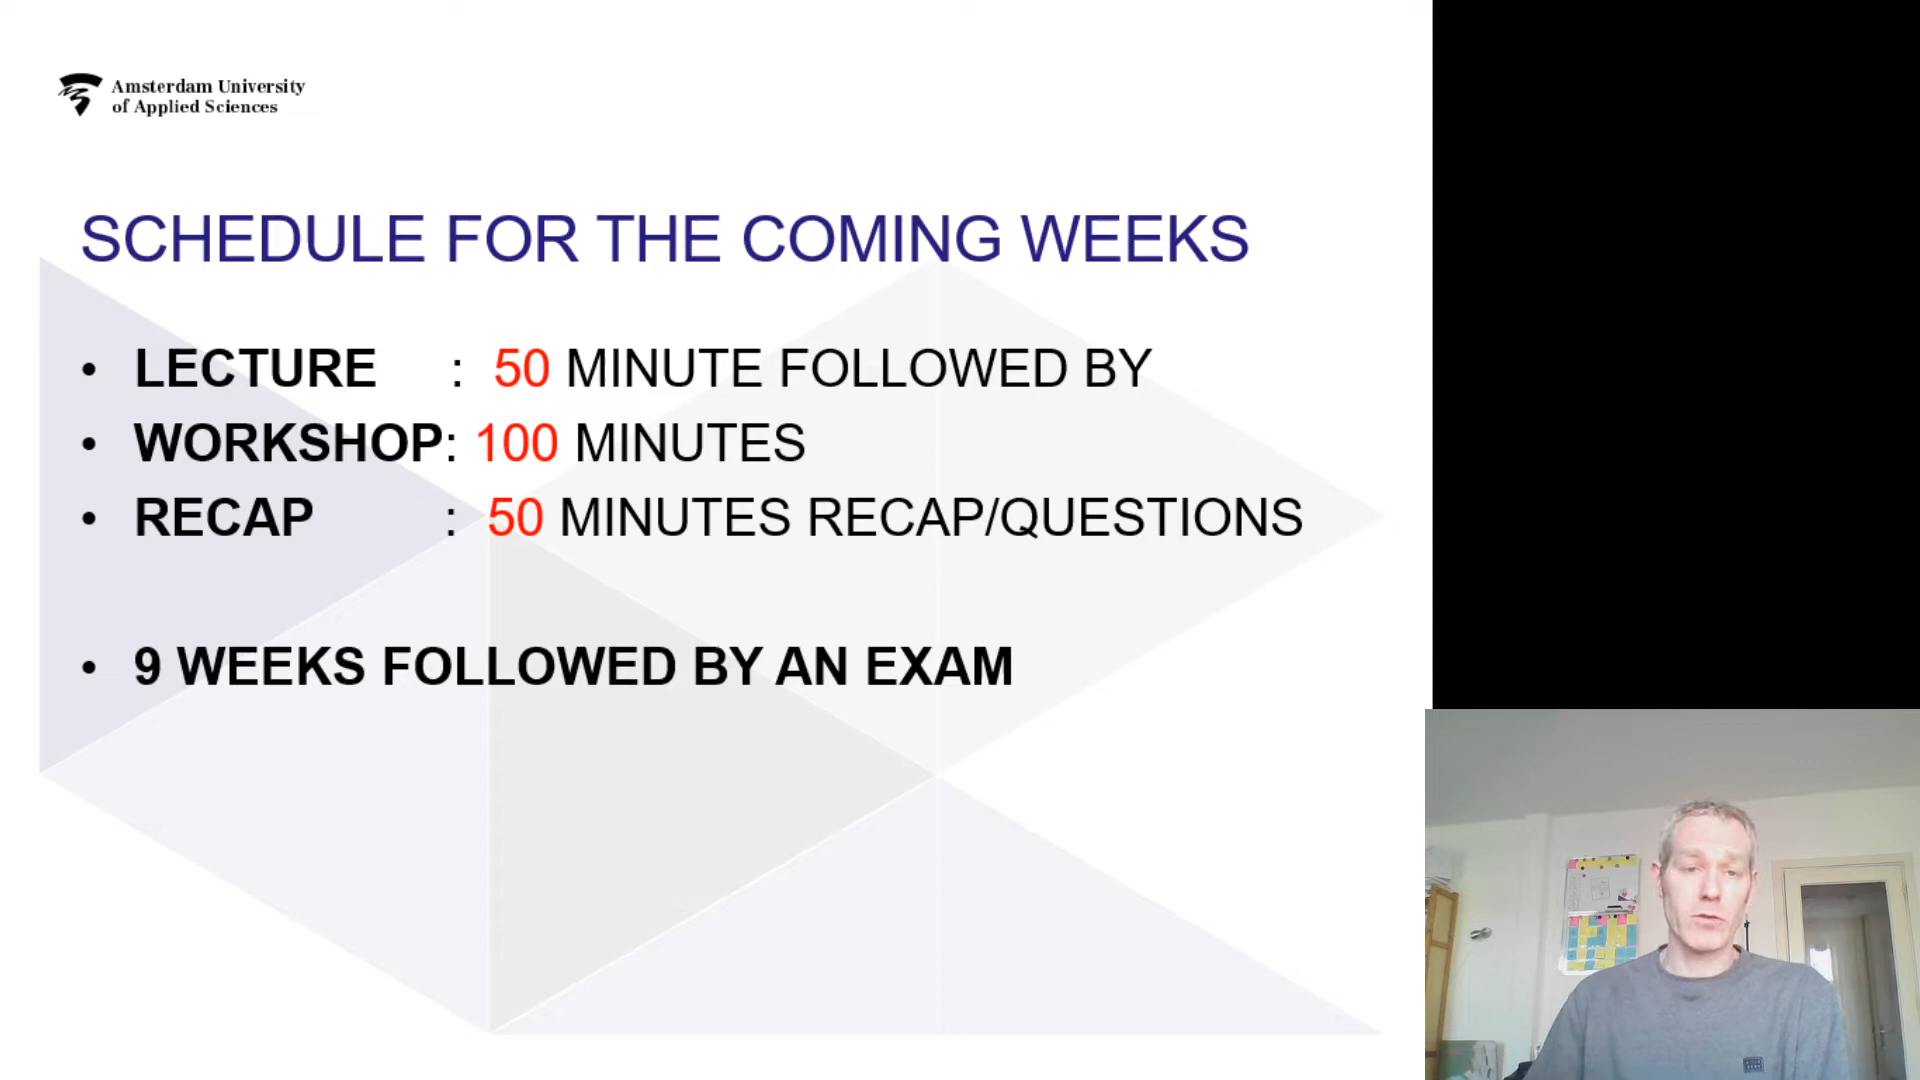 Amsterdam University
of Applied Sciences
SCHEDULE FOR THE COMING WEEKS
• LECTURE : 50 MINUTE FOLLOWED BY
• WORKSHOP: 100 MINUTES
• RECAP : 50 MINUTES RECAP/QUESTIONS
• 9 WEEKS FOLLOWED BY AN EXAM